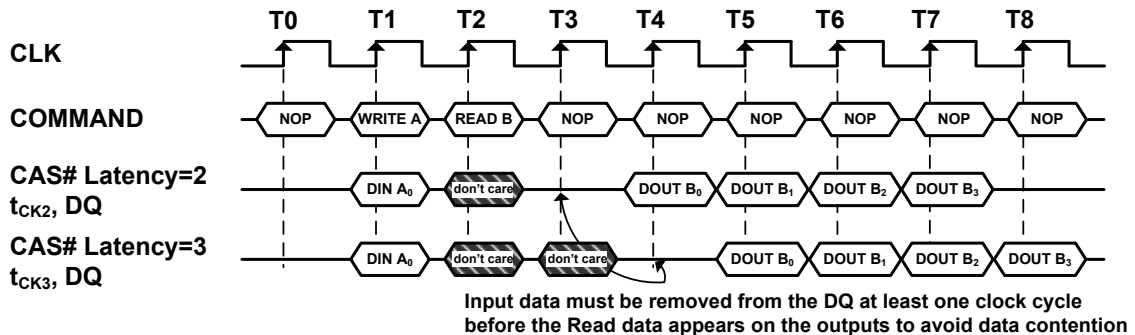 T0 T1 T2 T3 T4 T5 T6 T7 T8
CLK
COMMAND NOP WRITE A READ B NOP NOP NOP NOP NOP NOP
CAS# Latency=2
tCK2, DQ DIN A0 don't care DOUT B0 DOUT B1 DOUT B2 DOUT B3
CAS# Latency=3
tCK3, DQ DIN A0 don't care don't care DOUT B0 DOUT B1 DOUT B2 DOUT B3
Input data must be removed from the DQ at least one clock cycle
before the Read data appears on the outputs to avoid data contention